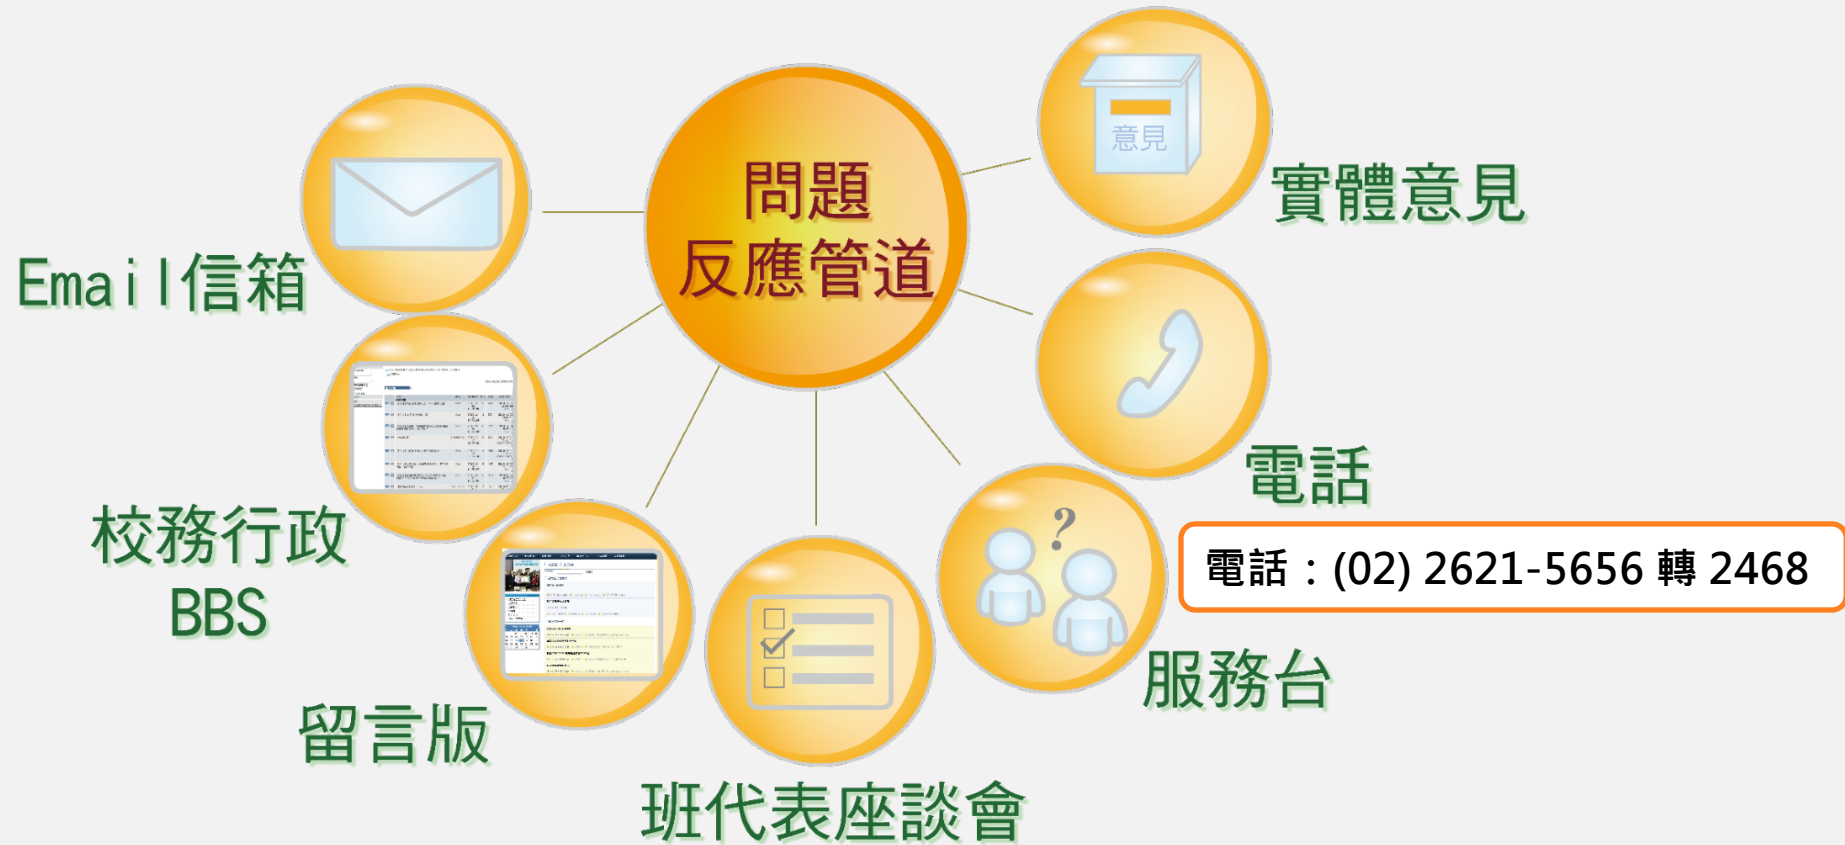 問題
反應管道
意見
實體意見
Email信箱
電話
電話：(02) 2621-5656 轉 2468
校務行政
BBS
服務台
留言版
班代表座談會
?